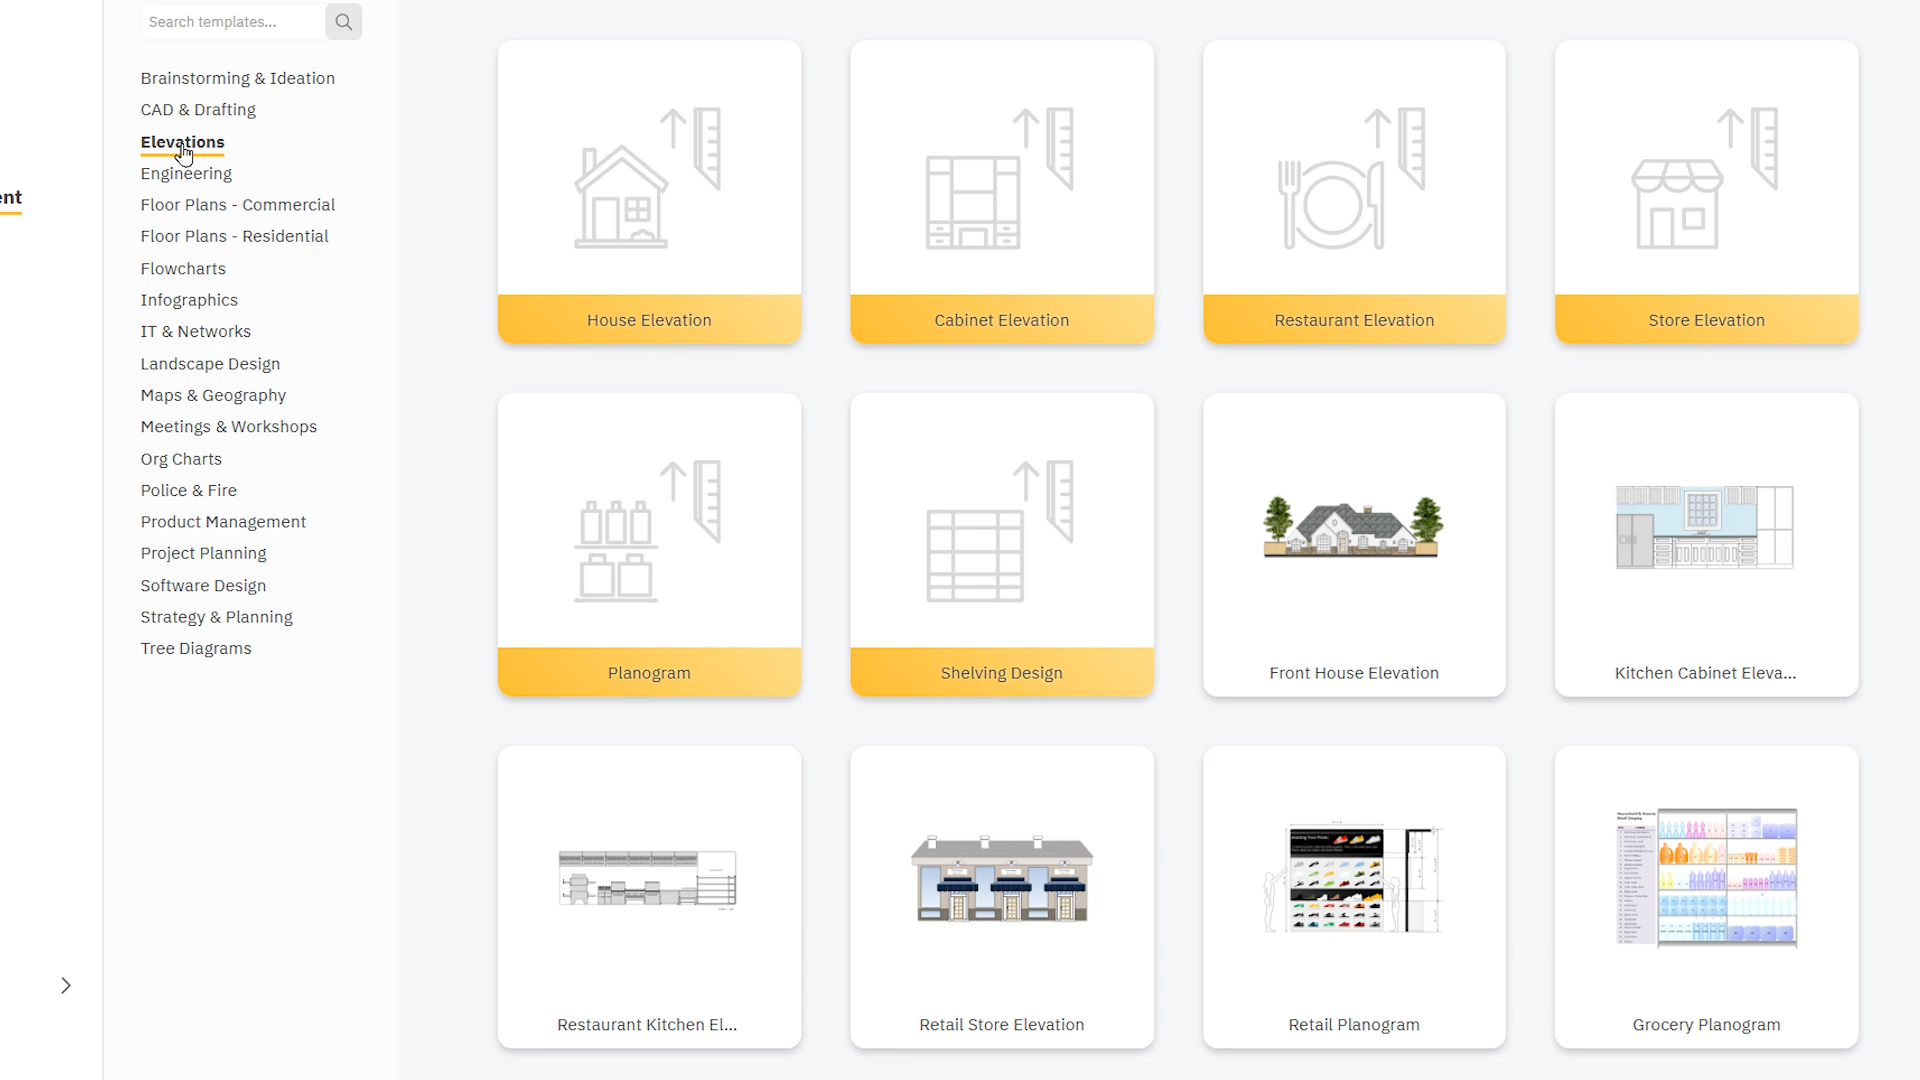 Search templates...
Brainstorming & Ideation
CAD & Drafting
Elevations
Engineering
Floor Plans - Commercial
Floor Plans - Residential
Flowcharts
Infographics
IT & Networks
Landscape Design
Maps & Geography
Meetings & Workshops
Org Charts
Police & Fire
Product Management
Project Planning
Software Design
Strategy & Planning
Tree Diagrams
ent
House Elevation
Cabinet Elevation
Restaurant Elevation
Store Elevation
Planogram
Shelving Design
Front House Elevation
Kitchen Cabinet Eleva...
Restaurant Kitchen El...
Retail Store Elevation
Retail Planogram
Grocery Planogram